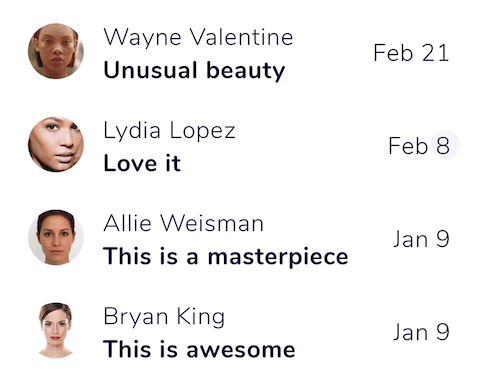 Wayne Valentine
Unusual beauty
Feb 21
Lydia Lopez
Love it
Feb 8
Allie Weisman
This is a masterpiece
Jan 9
Bryan King
This is awesome
Jan 9